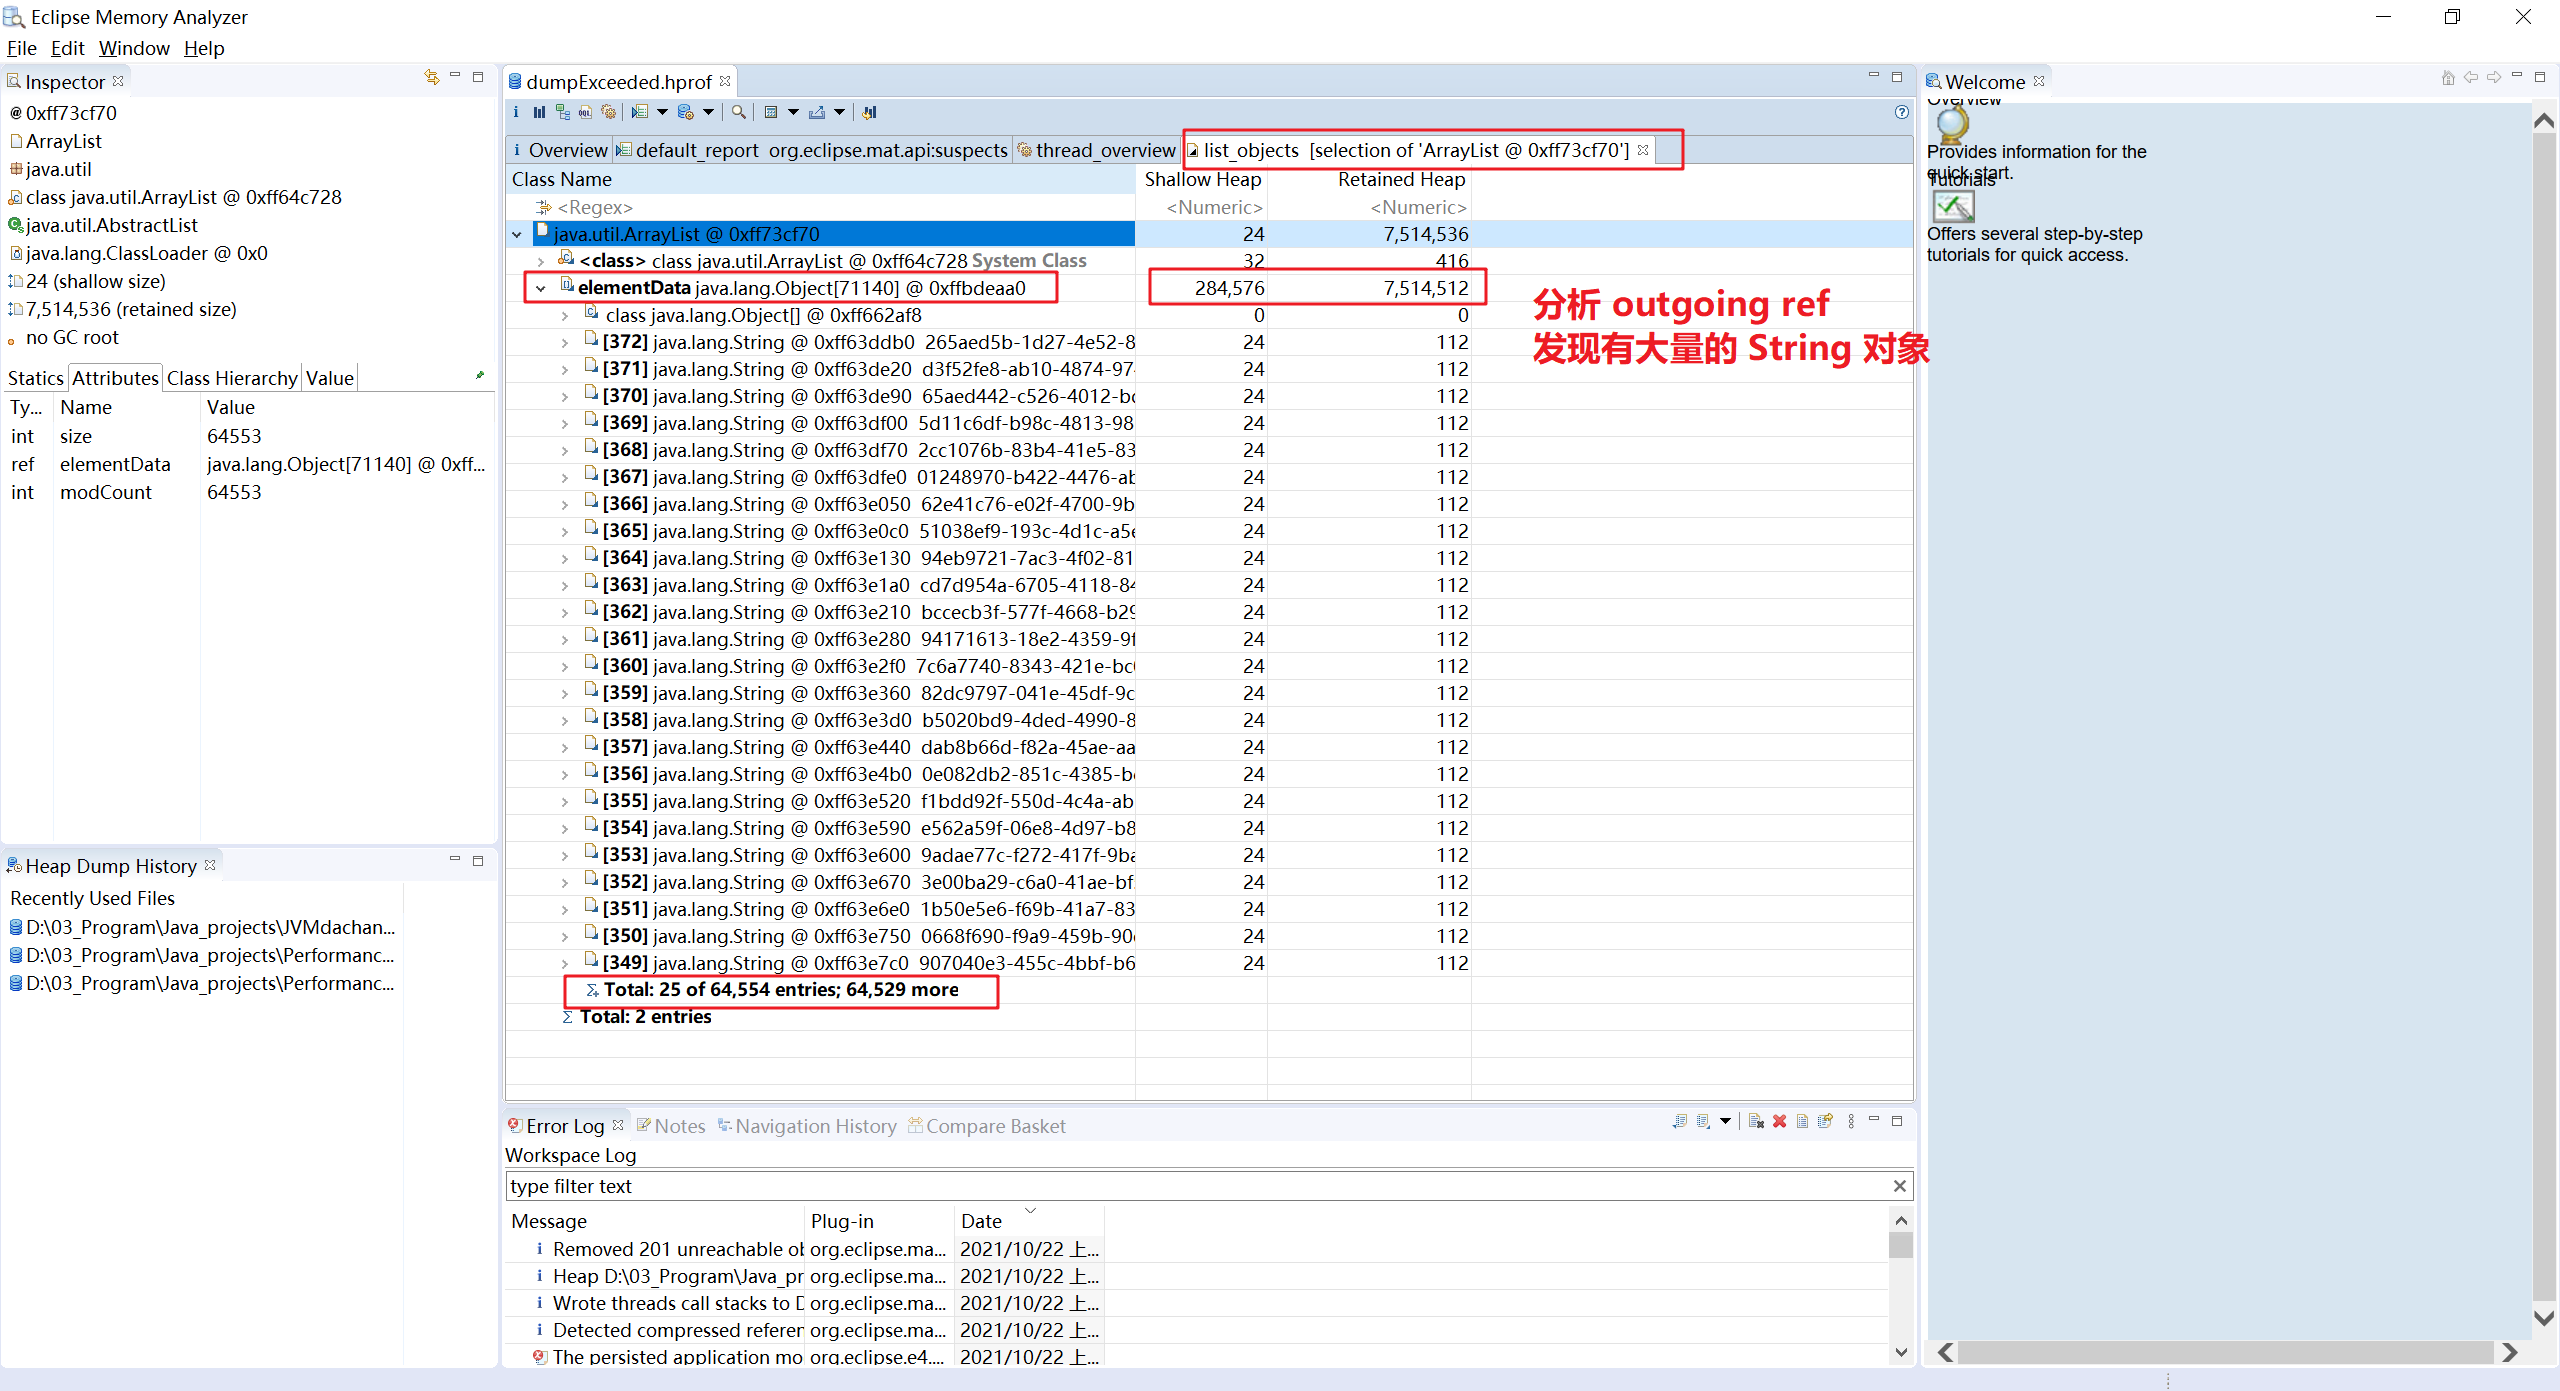 Eclipse Memory Analyzer
File Edit Window Help
Inspector
@ 0xff73cf70
ArrayList
java.util
class java.util.ArrayList @ 0xff64c728
java.util.AbstractList
java.lang.ClassLoader @ 0x0
24 (shallow size)
7,514,536 (retained size)
no GC root
Statics Attributes Class Hierarchy Value
Ty... Name Value
int size 64553
ref elementData java.lang.Object[71140] @ 0xff...
int modCount 64553
Heap Dump History
Recently Used Files
D:\03_Program\Java_projects\JVMdachan...
D:\03_Program\Java_projects\Performanc...
D:\03_Program\Java_projects\Performanc...
dumpExceeded.hprof
i Overview default_report org.eclipse.mat.api:suspects thread_overview list_objects [selection of 'ArrayList @ 0xff73cf70']
Class Name Shallow Heap Retained Heap
<Regex> <Numeric> <Numeric>
java.util.ArrayList @ 0xff73cf70 24 7,514,536
<class> class java.util.ArrayList @ 0xff64c728 System Class 32 416
elementData java.lang.Object[71140] @ 0xffbdeaa0 284,576 7,514,512
class java.lang.Object[] @ 0xff662af8 0 0
[372] java.lang.String @ 0xff63ddb0 265aed5b-1d27-4e52-8 24 112
[371] java.lang.String @ 0xff63de20 d3f52fe8-ab10-4874-974 24 112
[370] java.lang.String @ 0xff63de90 65aed442-c526-4012-bc 24 112
[369] java.lang.String @ 0xff63df00 5d11c6df-b98c-4813-98 24 112
[368] java.lang.String @ 0xff63df70 2cc1076b-83b4-41e5-83 24 112
[367] java.lang.String @ 0xff63dfe0 01248970-b422-4476-ab 24 112
[366] java.lang.String @ 0xff63e050 62e41c76-e02f-4700-9b 24 112
[365] java.lang.String @ 0xff63e0c0 51038ef9-193c-4d1c-a5e 24 112
[364] java.lang.String @ 0xff63e130 94eb9721-7ac3-4f02-81 24 112
[363] java.lang.String @ 0xff63e1a0 cd7d954a-6705-4118-84 24 112
[362] java.lang.String @ 0xff63e210 bccecb3f-577f-4668-b29 24 112
[361] java.lang.String @ 0xff63e280 94171613-18e2-4359-9f 24 112
[360] java.lang.String @ 0xff63e2f0 7c6a7740-8343-421e-bc 24 112
[359] java.lang.String @ 0xff63e360 82dc9797-041e-45df-9c 24 112
[358] java.lang.String @ 0xff63e3d0 b5020bd9-4ded-4990-8 24 112
[357] java.lang.String @ 0xff63e440 dab8b66d-f82a-45ae-aa 24 112
[356] java.lang.String @ 0xff63e4b0 0e082db2-851c-4385-b 24 112
[355] java.lang.String @ 0xff63e520 f1bdd92f-550d-4c4a-ab 24 112
[354] java.lang.String @ 0xff63e590 e562a59f-06e8-4d97-b8 24 112
[353] java.lang.String @ 0xff63e600 9adae77c-f272-417f-9ba 24 112
[352] java.lang.String @ 0xff63e670 3e00ba29-c6a0-41ae-bf 24 112
[351] java.lang.String @ 0xff63e6e0 1b50e5e6-f69b-41a7-83 24 112
[350] java.lang.String @ 0xff63e750 0668f690-f9a9-459b-90 24 112
[349] java.lang.String @ 0xff63e7c0 907040e3-455c-4bbf-b6 24 112
Total: 25 of 64,554 entries; 64,529 more
Total: 2 entries
分析 outgoing ref
发现有大量的 String 对象
Error Log Notes Navigation History Compare Basket
Workspace Log
type filter text
Message Plug-in Date
Removed 201 unreachable ob org.eclipse.ma... 2021/10/22 上...
Heap D:\03_Program\Java_pr org.eclipse.ma... 2021/10/22 上...
Wrote threads call stacks to D org.eclipse.ma... 2021/10/22 上...
Detected compressed referen org.eclipse.ma... 2021/10/22 上...
The persisted application mo org.eclipse.e4.... 2021/10/22 上...
Welcome
Overview
Provides information for the
quick start.
Tutorials
Offers several step-by-step
tutorials for quick access.